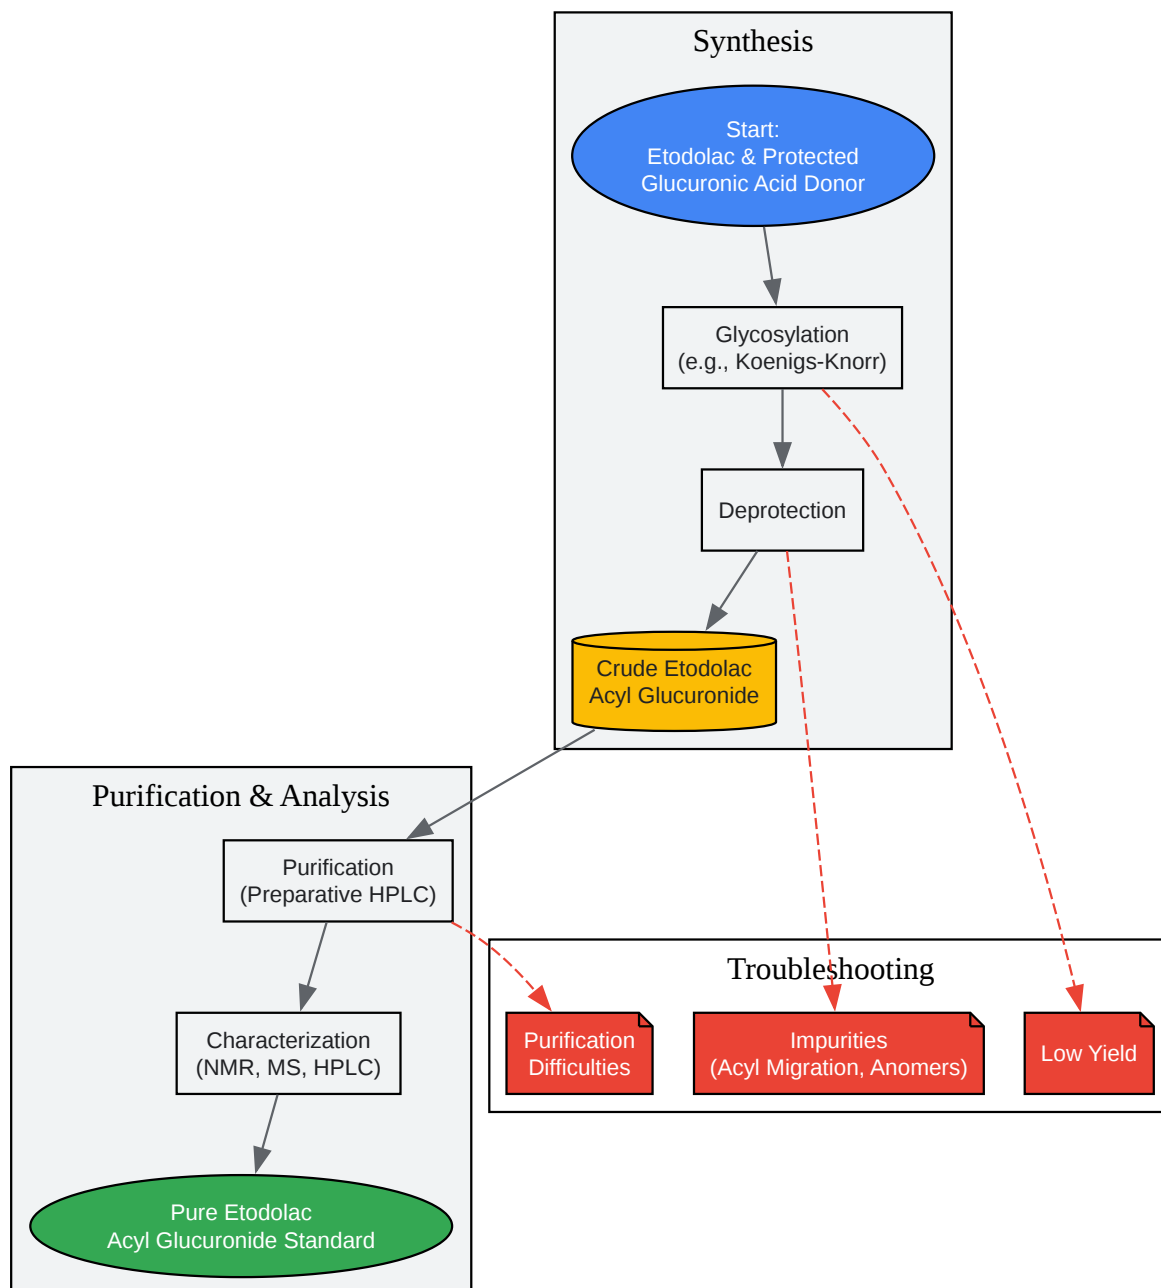 Synthesis
Start:
Etodolac & Protected
Glucuronic Acid Donor
Glycosylation
(e.g., Koenigs-Knorr)
Deprotection
Crude Etodolac
Acyl Glucuronide
Purification & Analysis
Purification
(Preparative HPLC)
Characterization
(NMR, MS, HPLC)
Pure Etodolac
Acyl Glucuronide Standard
Troubleshooting
Purification
Difficulties
Impurities
(Acyl Migration, Anomers)
Low Yield